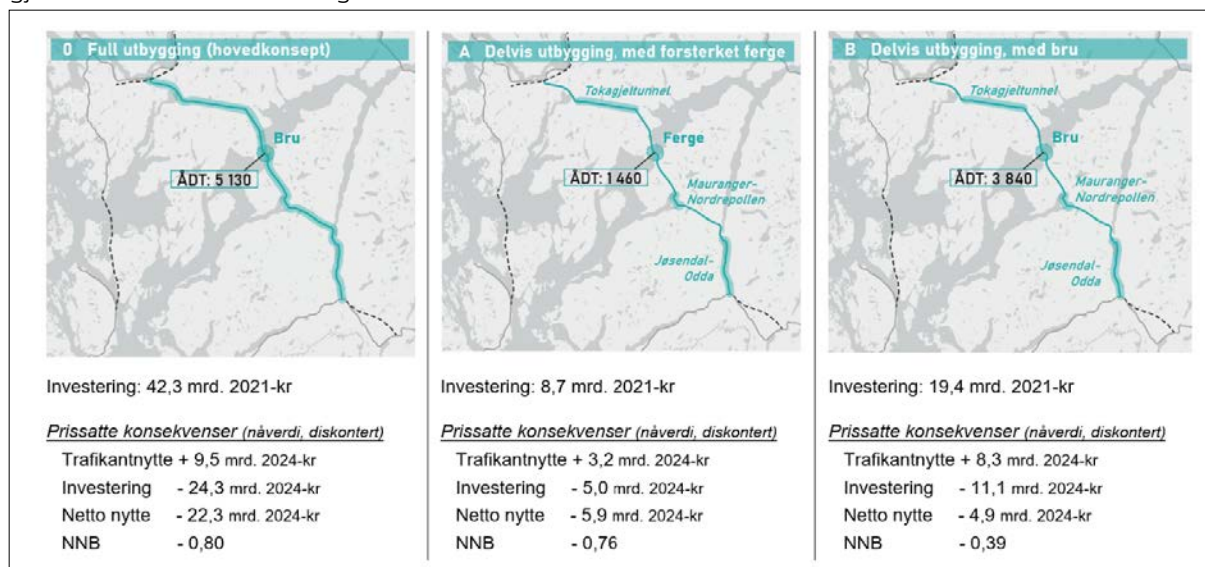 0 Full utbygging (hovedkonsept)
Bru
ÅDT: 5 130
Investering: 42,3 mrd. 2021-kr
Prissatte konsekvenser (nåverdi, diskontert)
Trafikantnytte + 9,5 mrd. 2024-kr
Investering - 24,3 mrd. 2024-kr
Netto nytte - 22,3 mrd. 2024-kr
NNB - 0,80
A Delvis utbygging, med forsterket ferge
Tokagjeltunnel
Ferge
ÅDT: 1 460
Mauranger-
Nordrepollen
Jøsendal-
Odda
Investering: 8,7 mrd. 2021-kr
Prissatte konsekvenser (nåverdi, diskontert)
Trafikantnytte + 3,2 mrd. 2024-kr
Investering - 5,0 mrd. 2024-kr
Netto nytte - 5,9 mrd. 2024-kr
NNB - 0,76
B Delvis utbygging, med bru
Tokagjeltunnel
Bru
ÅDT: 3 840
Mauranger-
Nordrepollen
Jøsendal-
Odda
Investering: 19,4 mrd. 2021-kr
Prissatte konsekvenser (nåverdi, diskontert)
Trafikantnytte + 8,3 mrd. 2024-kr
Investering - 11,1 mrd. 2024-kr
Netto nytte - 4,9 mrd. 2024-kr
NNB - 0,39